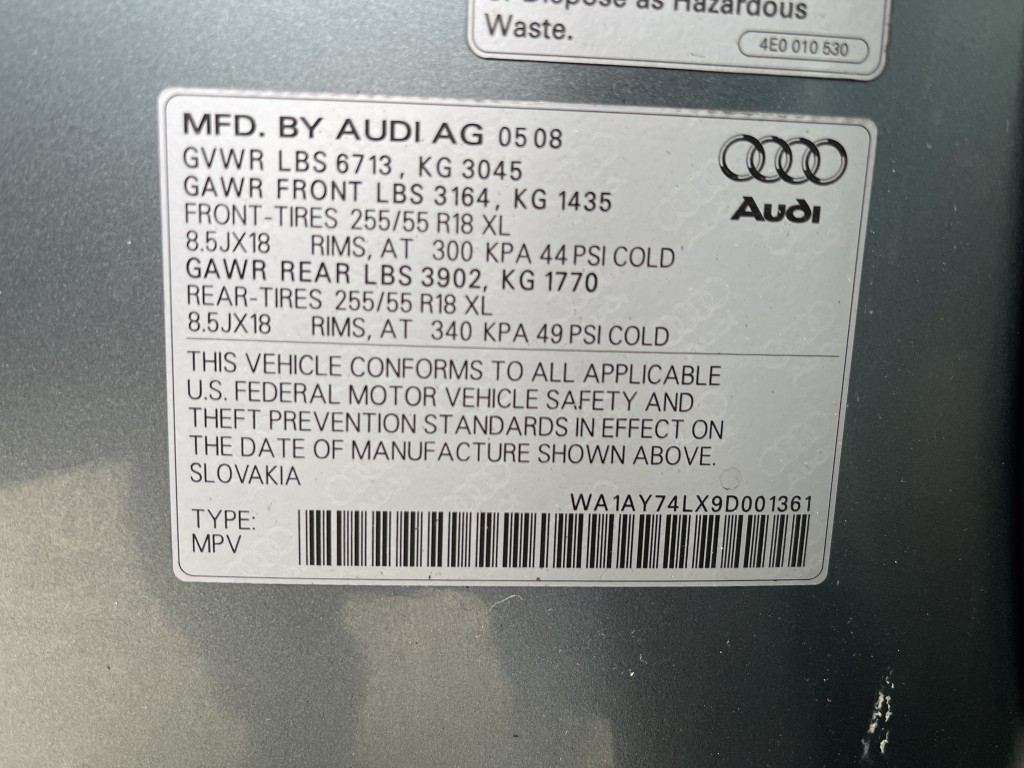 Dispose as Hazardous
Waste.
4E0 010 530
MFD. BY AUDI AG 05 08
GVWR LBS 6713, KG 3045
GAWR FRONT LBS 3164, KG 1435
FRONT-TIRES 255/55 R18 XL
8.5JX18 RIMS, AT 300 KPA 44 PSI COLD
GAWR REAR LBS 3902, KG 1770
REAR-TIRES 255/55 R18 XL
8.5JX18 RIMS, AT 340 KPA 49 PSI COLD
Audi
THIS VEHICLE CONFORMS TO ALL APPLICABLE
U.S. FEDERAL MOTOR VEHICLE SAFETY AND
THEFT PREVENTION STANDARDS IN EFFECT ON
THE DATE OF MANUFACTURE SHOWN ABOVE.
SLOVAKIA
WA1AY74LX9D001361
TYPE:
MPV